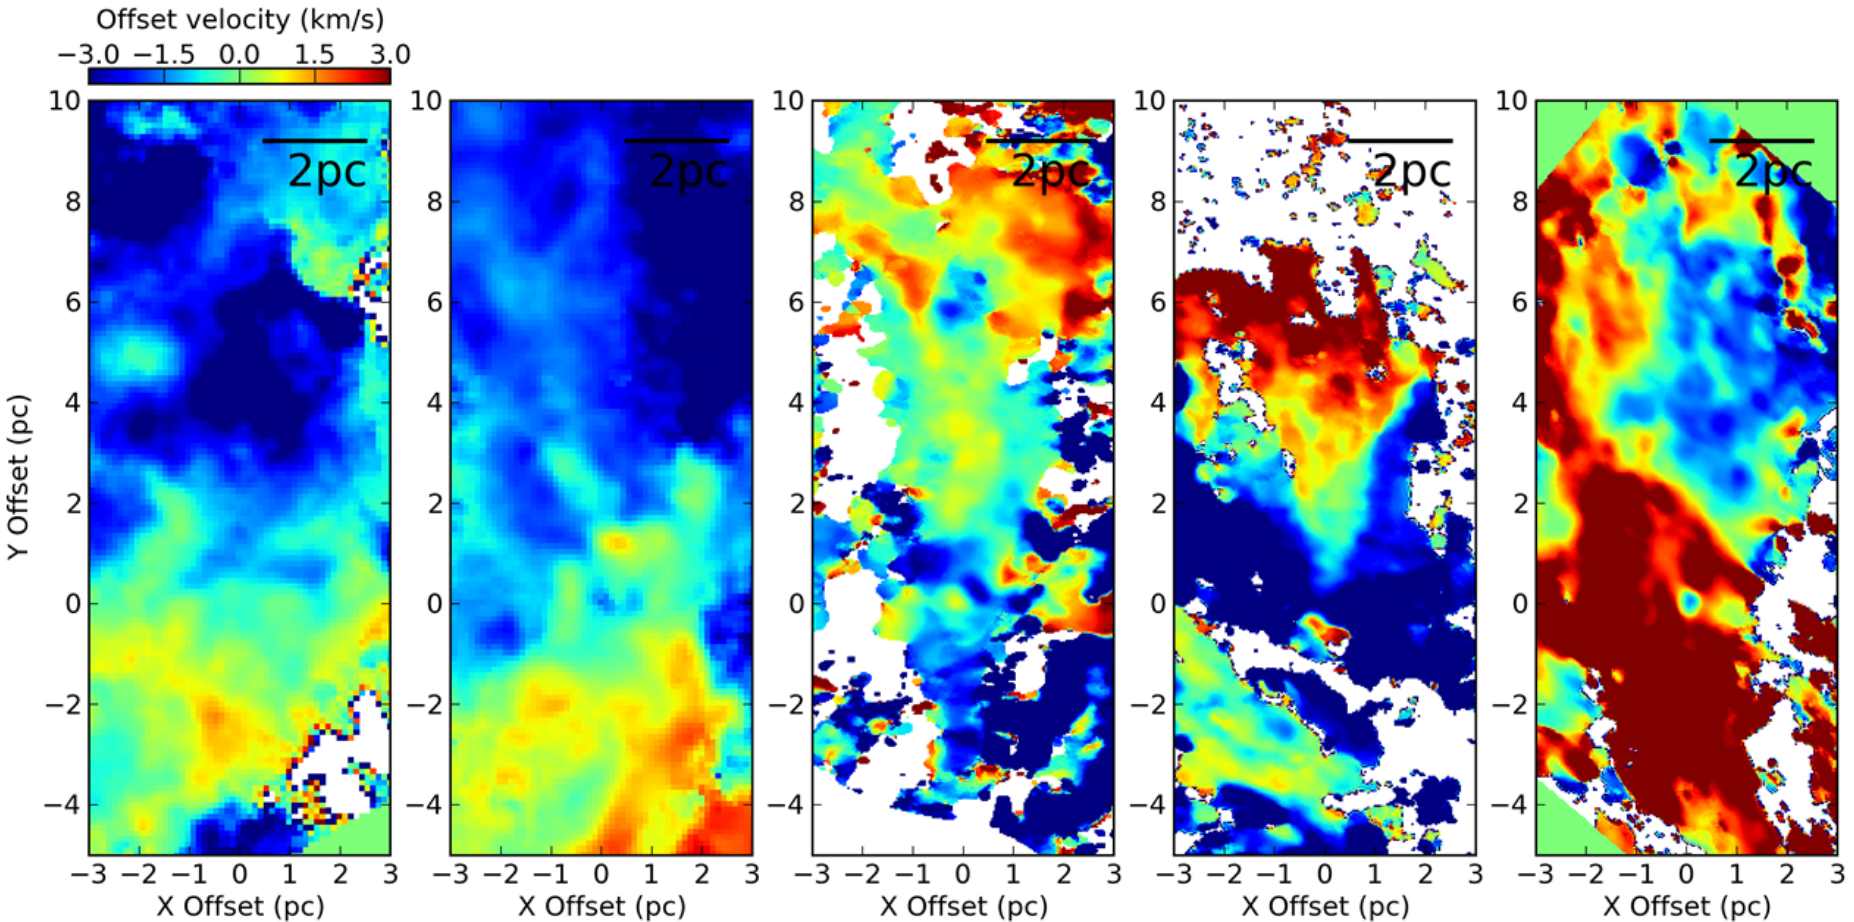 Offset velocity (km/s)
−3.0 −1.5 0.0 1.5 3.0
10 10 10 10 10
2pc 2pc 2pc 2pc 2pc
8 8 8 8 8
6 6 6 6 6
4 4 4 4 4
Y Offset (pc)
2 2 2 2 2
0 0 0 0 0
−2 −2 −2 −2 −2
−4 −4 −4 −4 −4
−3 −2 −1 0 1 2 3 −3 −2 −1 0 1 2 3 −3 −2 −1 0 1 2 3 −3 −2 −1 0 1 2 3 −3 −2 −1 0 1 2 3
X Offset (pc) X Offset (pc) X Offset (pc) X Offset (pc) X Offset (pc)